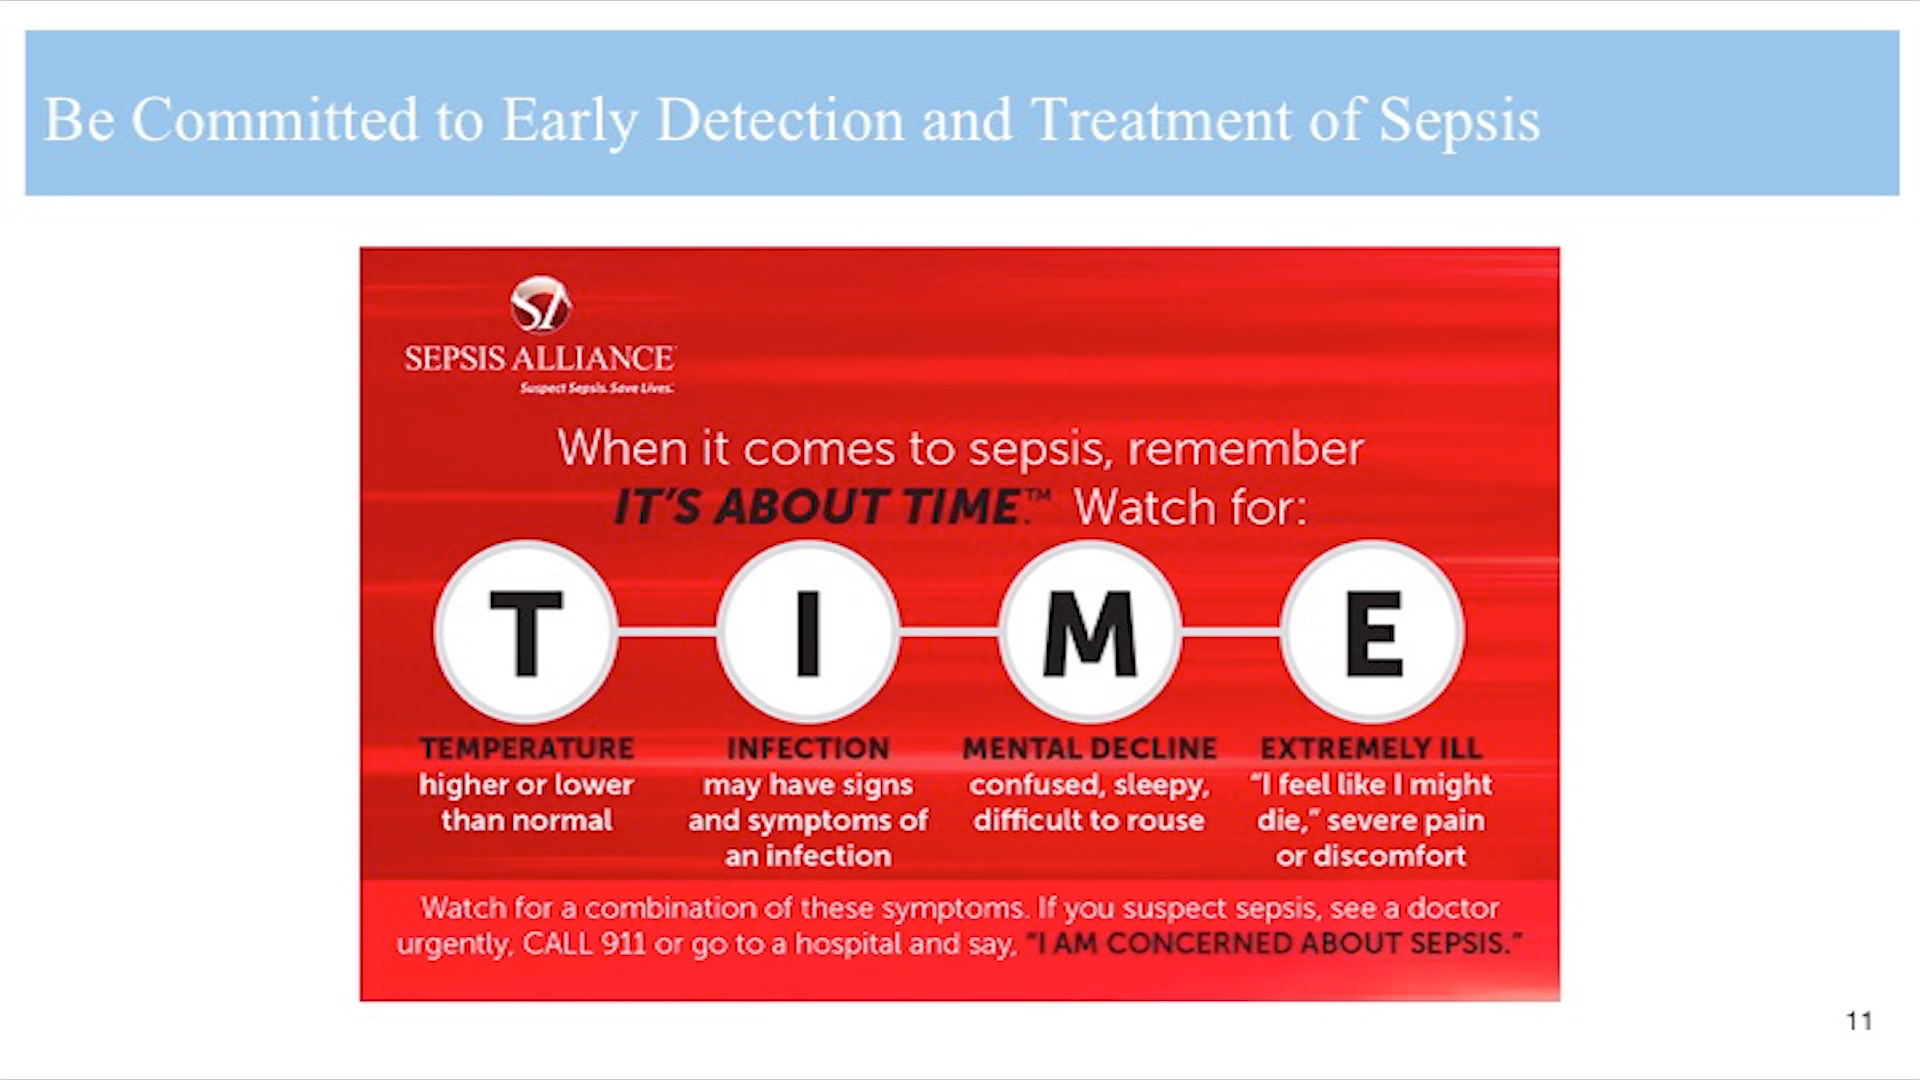 Be Committed to Early Detection and Treatment of Sepsis
SEPSIS ALLIANCE
Suspect Sepsis. Save Lives.
When it comes to sepsis, remember
IT'S ABOUT TIME.™ Watch for:
T I M E
TEMPERATURE
higher or lower
than normal
INFECTION
may have signs
and symptoms of
an infection
MENTAL DECLINE
confused, sleepy,
difficult to rouse
EXTREMELY ILL
“I feel like I might
die,” severe pain
or discomfort
Watch for a combination of these symptoms. If you suspect sepsis, see a doctor
urgently, CALL 911 or go to a hospital and say, “I AM CONCERNED ABOUT SEPSIS.”
11